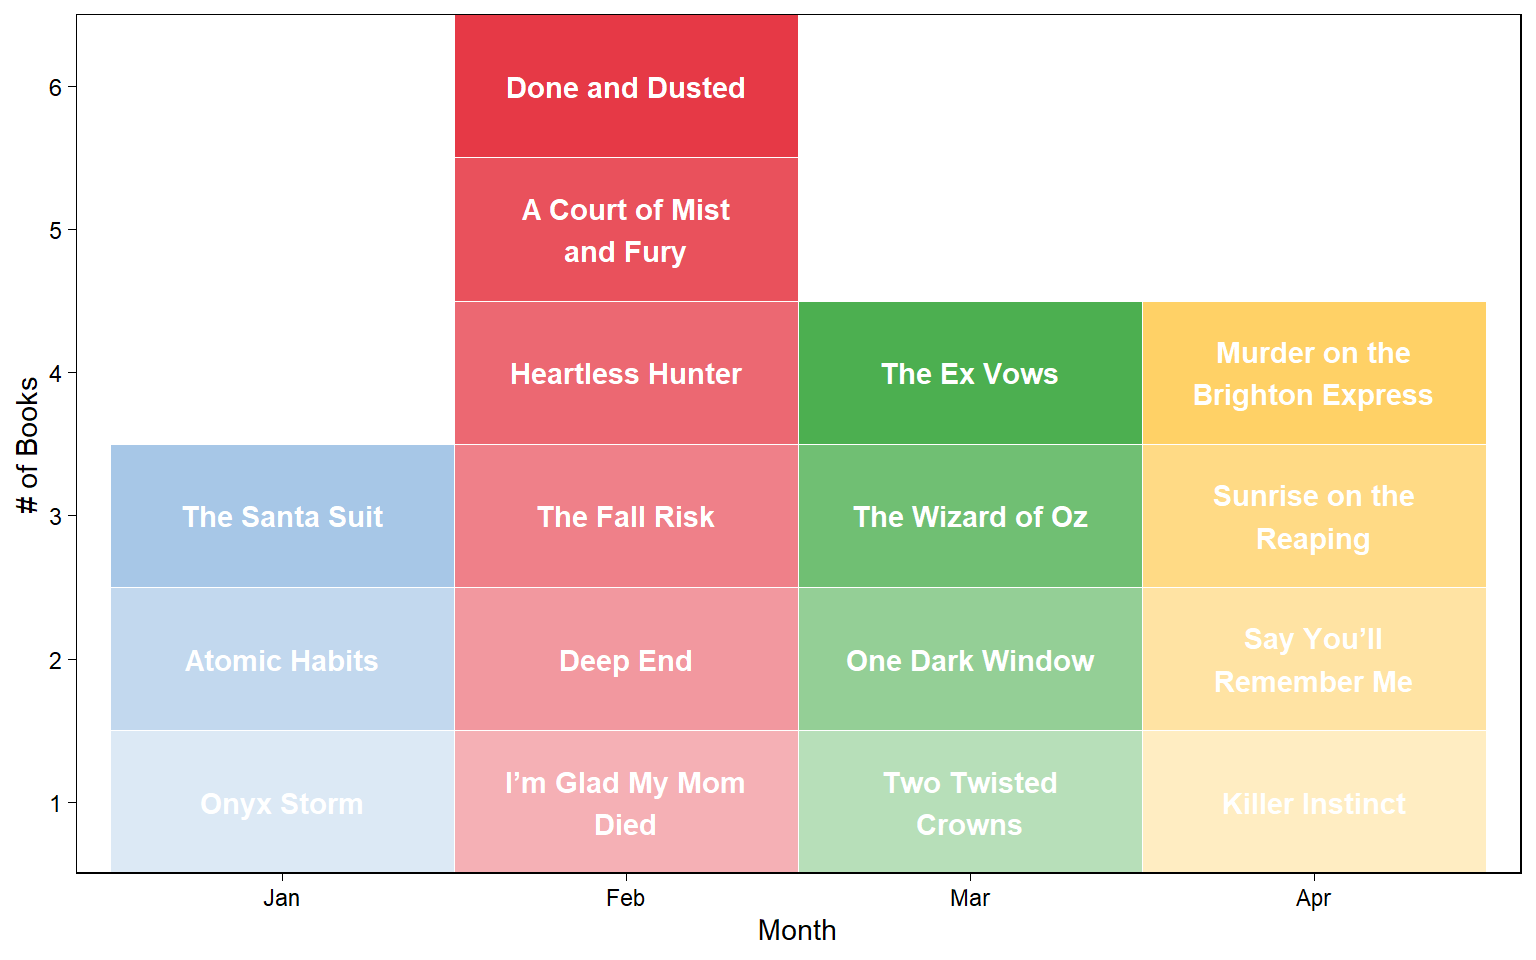 # of Books
6
5
4
3
2
1
Done and Dusted
A Court of Mist
and Fury
Heartless Hunter
The Ex Vows
Murder on the
Brighton Express
The Santa Suit
The Fall Risk
The Wizard of Oz
Sunrise on the
Reaping
Atomic Habits
Deep End
One Dark Window
Say You’ll
Remember Me
Onyx Storm
I’m Glad My Mom
Died
Two Twisted
Crowns
Killer Instinct
Jan
Feb
Mar
Apr
Month